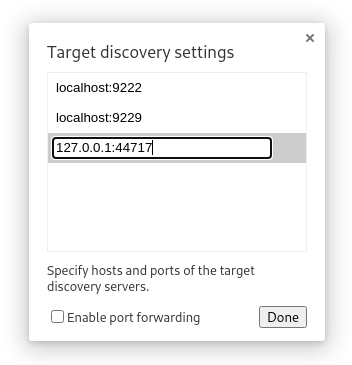 Target discovery settings
localhost:9222
localhost:9229
127.0.0.1:44717
Specify hosts and ports of the target
discovery servers.
Enable port forwarding
Done